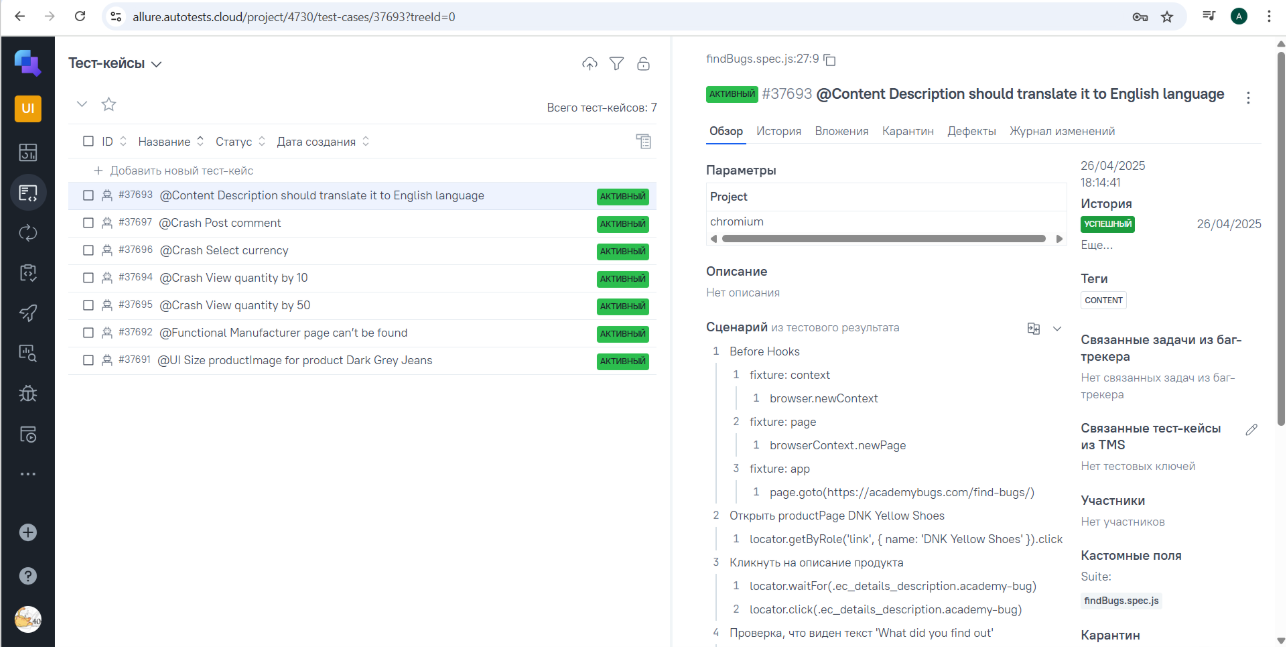 allure.autotests.cloud/project/4730/test-cases/37693?treeId=0
A
UI
Тест-кейсы
Всего тест-кейсов: 7
ID Название Статус Дата создания
+ Добавить новый тест-кейс
#37693 @Content Description should translate it to English language АКТИВНЫЙ
#37697 @Crash Post comment АКТИВНЫЙ
#37696 @Crash Select currency АКТИВНЫЙ
#37694 @Crash View quantity by 10 АКТИВНЫЙ
#37695 @Crash View quantity by 50 АКТИВНЫЙ
#37692 @Functional Manufacturer page can't be found АКТИВНЫЙ
#37691 @UI Size productImage for product Dark Grey Jeans АКТИВНЫЙ
findBugs.spec.js:27:9
АКТИВНЫЙ #37693 @Content Description should translate it to English language
Обзор История Вложения Карантин Дефекты Журнал изменений
Параметры
Project
chromium
Описание
Нет описания
Сценарий из тестового результата
1 Before Hooks
1 fixture: context
1 browser.newContext
2 fixture: page
1 browserContext.newPage
3 fixture: app
1 page.goto(https://academybugs.com/find-bugs/)
2 Открыть productPage DNK Yellow Shoes
1 locator.getByRole('link', { name: 'DNK Yellow Shoes' }).click
3 Кликнуть на описание продукта
1 locator.waitFor(.ec_details_description.academy-bug)
2 locator.click(.ec_details_description.academy-bug)
4 Проверка, что виден текст 'What did you find out'
26/04/2025
18:14:41
История
УСПЕШНЫЙ 26/04/2025
Еще...
Теги
CONTENT
Связанные задачи из баг-
трекера
Нет связанных задач из баг-
трекера
Связанные тест-кейсы
из TMS
Нет тестовых ключей
Участники
Нет участников
Кастомные поля
Suite:
findBugs.spec.js
Карантин